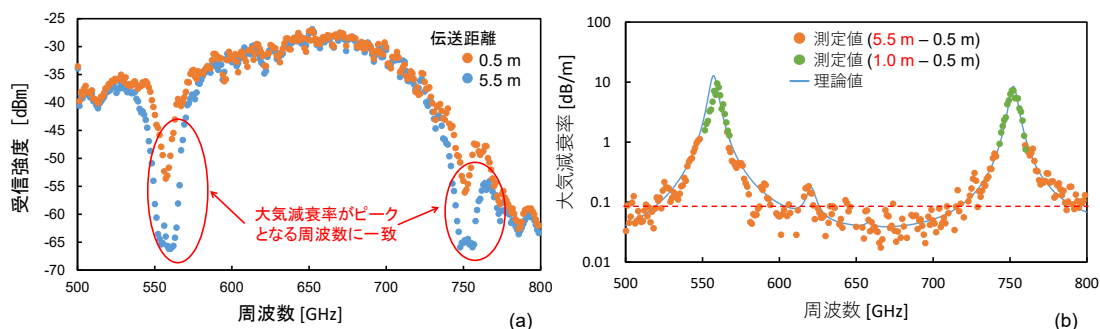 -25
-30
-35
-40
-45
-50
-55
-60
-65
-70
受信強度 [dBm]
500
550
600
650
700
750
800
周波数 [GHz]
伝送距離
0.5 m
5.5 m
大気減衰率がピーク
となる周波数に一致
(a)
100
10
1
0.1
0.01
大気減衰率 [dB/m]
500
550
600
650
700
750
800
周波数 [GHz]
測定値 (5.5 m – 0.5 m)
測定値 (1.0 m – 0.5 m)
理論値
(b)